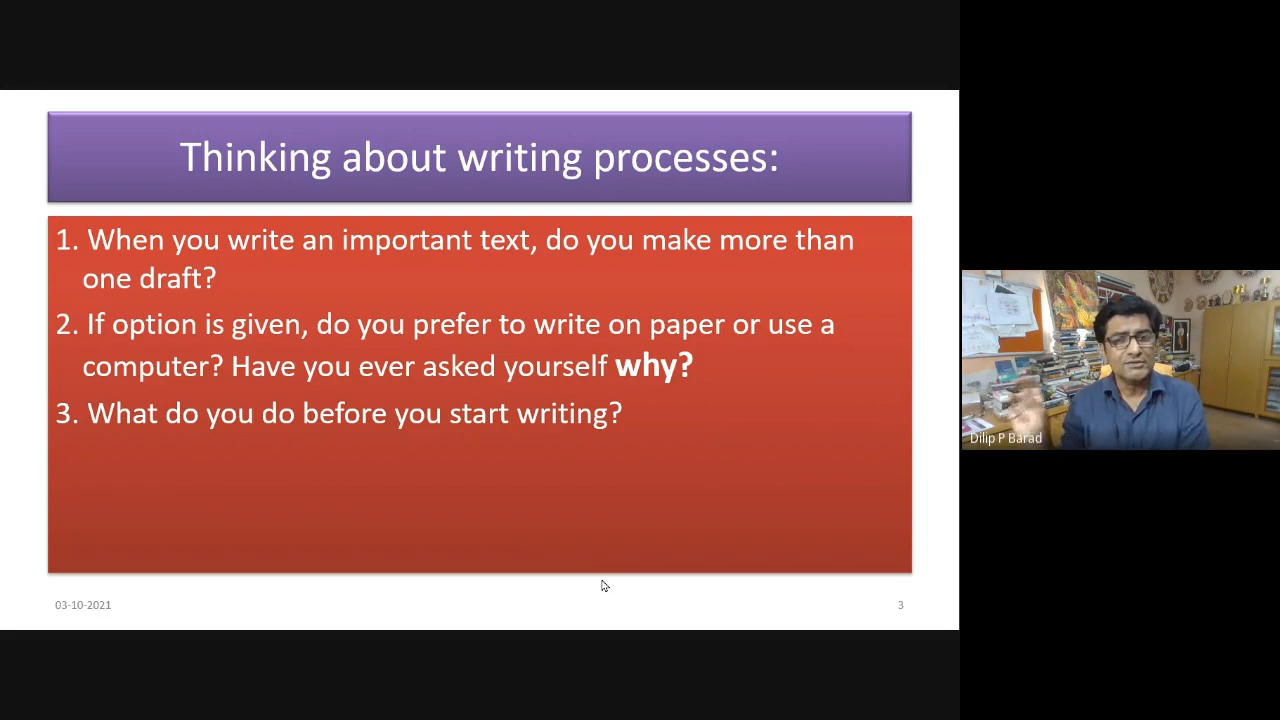 Thinking about writing processes:
1. When you write an important text, do you make more than
one draft?
2. If option is given, do you prefer to write on paper or use a
computer? Have you ever asked yourself why?
3. What do you do before you start writing?
03-10-2021
3
Dilip P Barad